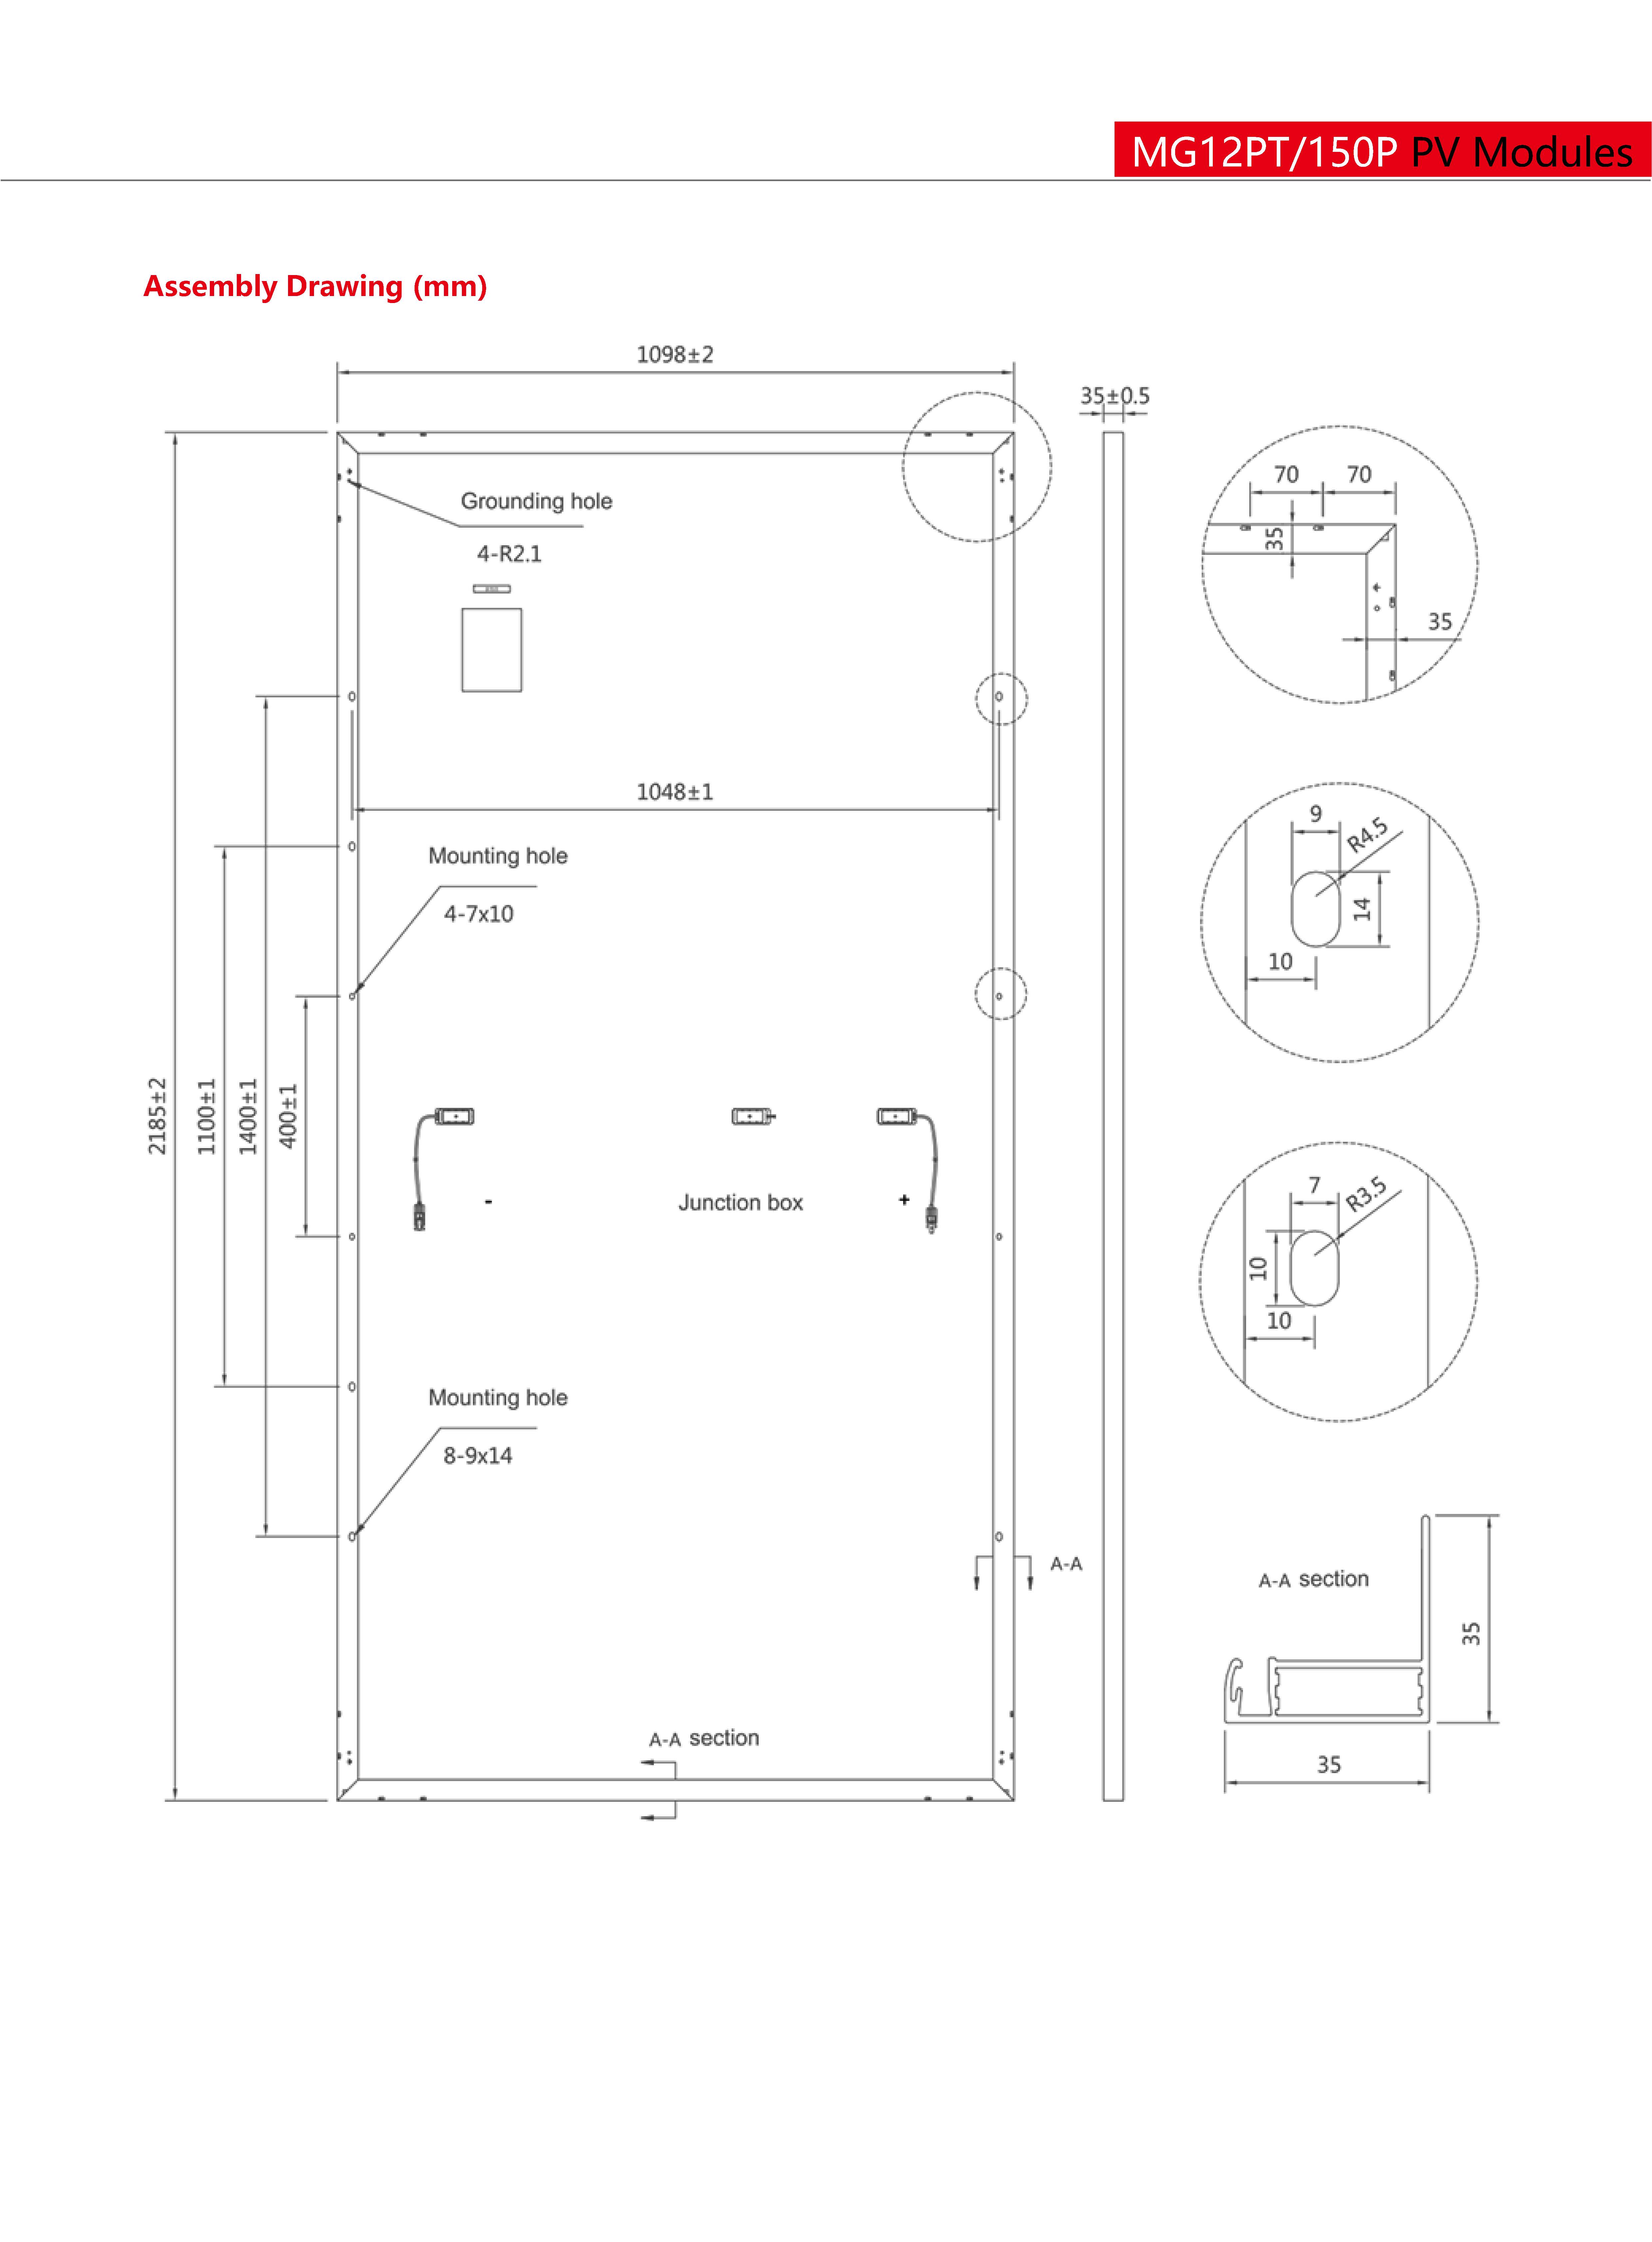 MG12PT/150P PV Modules
Assembly Drawing (mm)
1098±2
35±0.5
70
70
35
35
Grounding hole
4-R2.1
1048±1
9
R4.5
14
10
Mounting hole
4-7x10
2185±2
1100±1
1400±1
400±1
-
Junction box
+
7
R3.5
10
10
Mounting hole
8-9x14
A-A
A-A section
35
35
A-A section